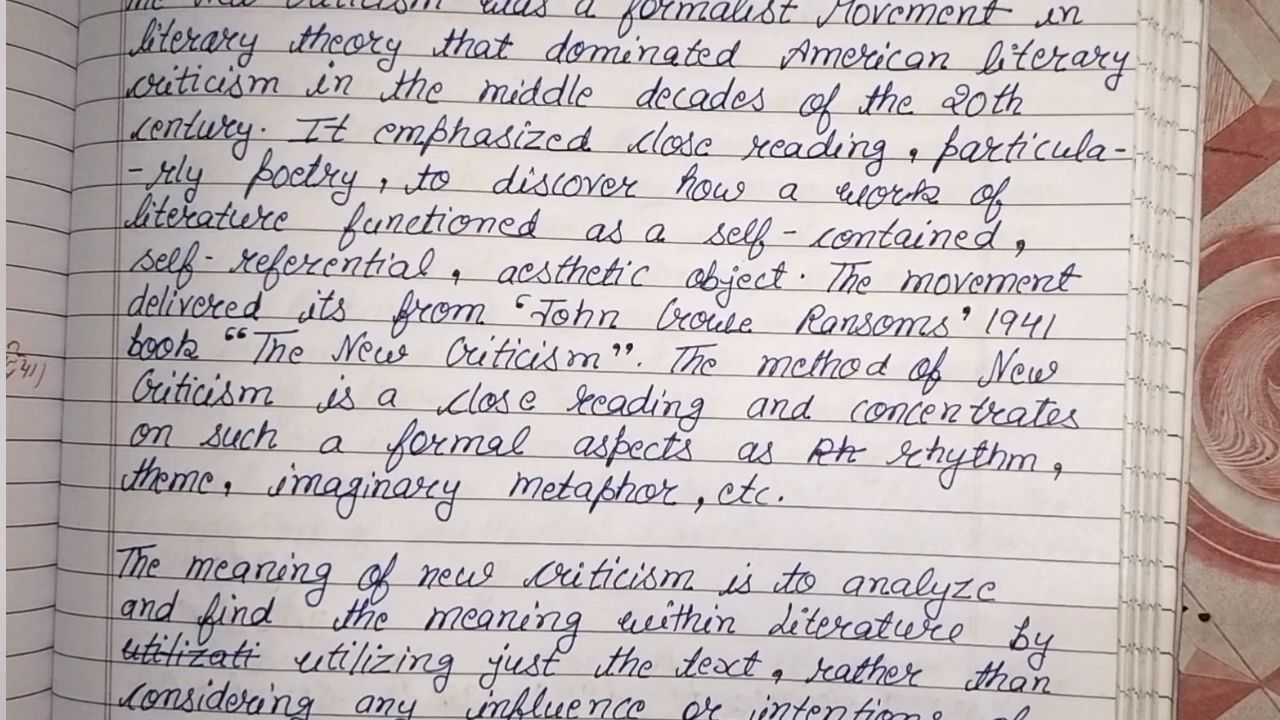 a formalist Movement in
literary theory that dominated American literary
criticism in the middle decades of the 20th
century. It emphasized close reading, particula-
-rly poetry, to discover how a work of
literature functioned as a self-contained,
self-referential, aesthetic object. The movement
delivered its from 'John Crowe Ransoms' 1941
book "The New Criticism". The method of New
Criticism is a close reading and concentrates
on such a formal aspects as Rh rhythm,
theme, imaginary metaphor, etc.
The meaning of new criticism is to analyze
and find the meaning within literature by
utilizati utilizing just the text, rather than
considering any influence or intentions of